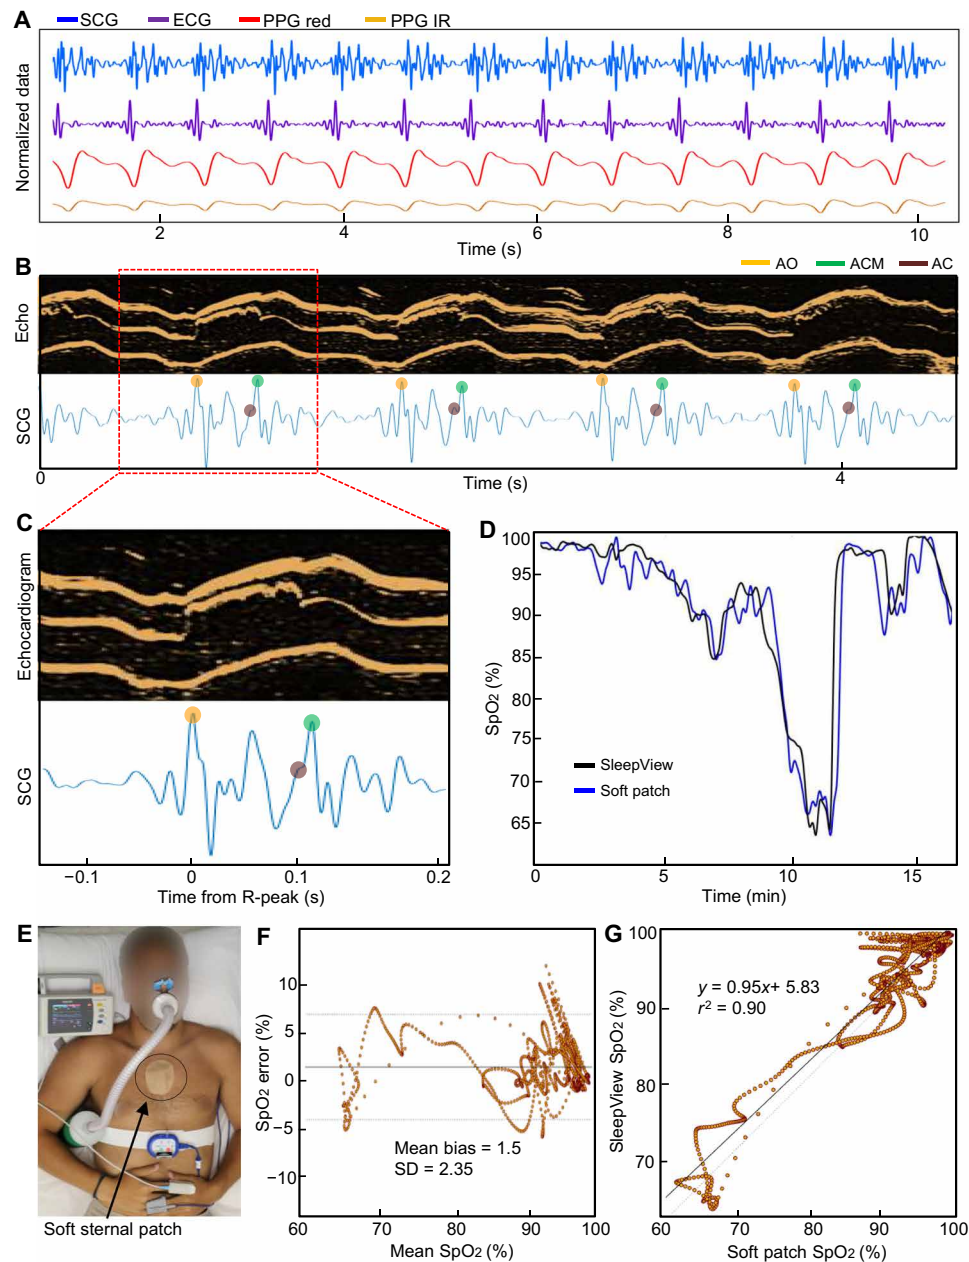 A
SCG ECG PPG red PPG IR
Normalized data
2 4 6 8 10
Time (s)
B
AO ACM AC
Echo
SCG
0 4
Time (s)
C
Echocardiogram
SCG
−0.1 0 0.1 0.2
Time from R-peak (s)
D
100
95
90
85
80
75
70
65
SpO2 (%)
SleepView
Soft patch
0 5 10 15
Time (min)
E
Soft sternal patch
F
10
5
0
−5
−10
SpO2 error (%)
Mean bias = 1.5
SD = 2.35
60 70 80 90 100
Mean SpO2 (%)
G
100
90
80
70
SleepView SpO2 (%)
y = 0.95x+ 5.83
r2 = 0.90
60 70 80 90 100
Soft patch SpO2 (%)